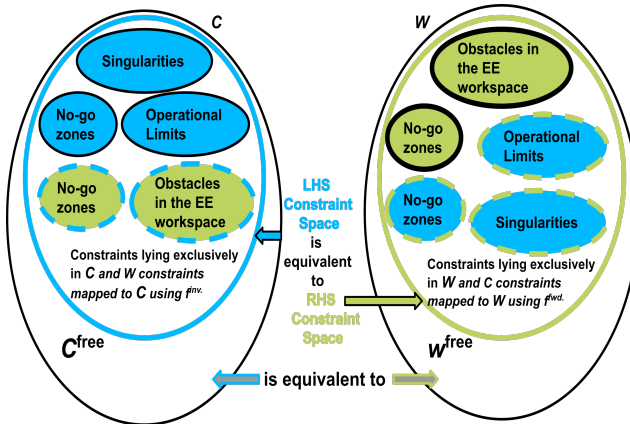 C
Singularities
No-go
zones
Operational
Limits
No-go
zones
Obstacles
in the EE
workspace
Constraints lying exclusively
in C and W constraints
mapped to C using f^inv.
C^free
LHS
Constraint
Space
is
equivalent
to
RHS
Constraint
Space
W
Obstacles in
the EE
workspace
No-go
zones
Operational
Limits
No-go
zones
Singularities
Constraints lying exclusively
in W and C constraints
mapped to W using f^fwd.
W^free
is equivalent to